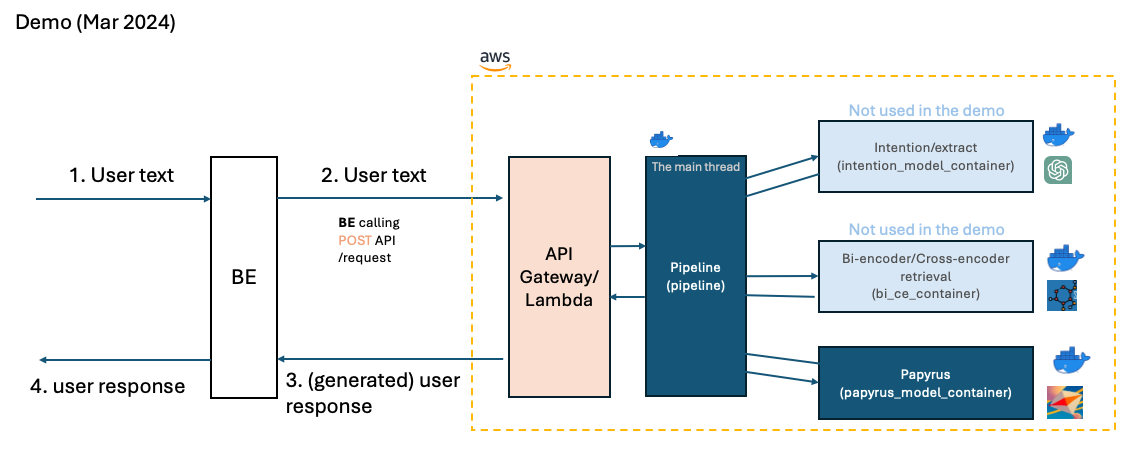 Demo (Mar 2024)
aws
Not used in the demo
Intention/extract
(intention_model_container)
The main thread
1. User text
2. User text
BE calling
POST API
/request
Not used in the demo
Bi-encoder/Cross-encoder
retrieval
(bi_ce_container)
BE
API
Gateway/
Lambda
Pipeline
(pipeline)
4. user response
3. (generated) user
response
Papyrus
(papyrus_model_container)